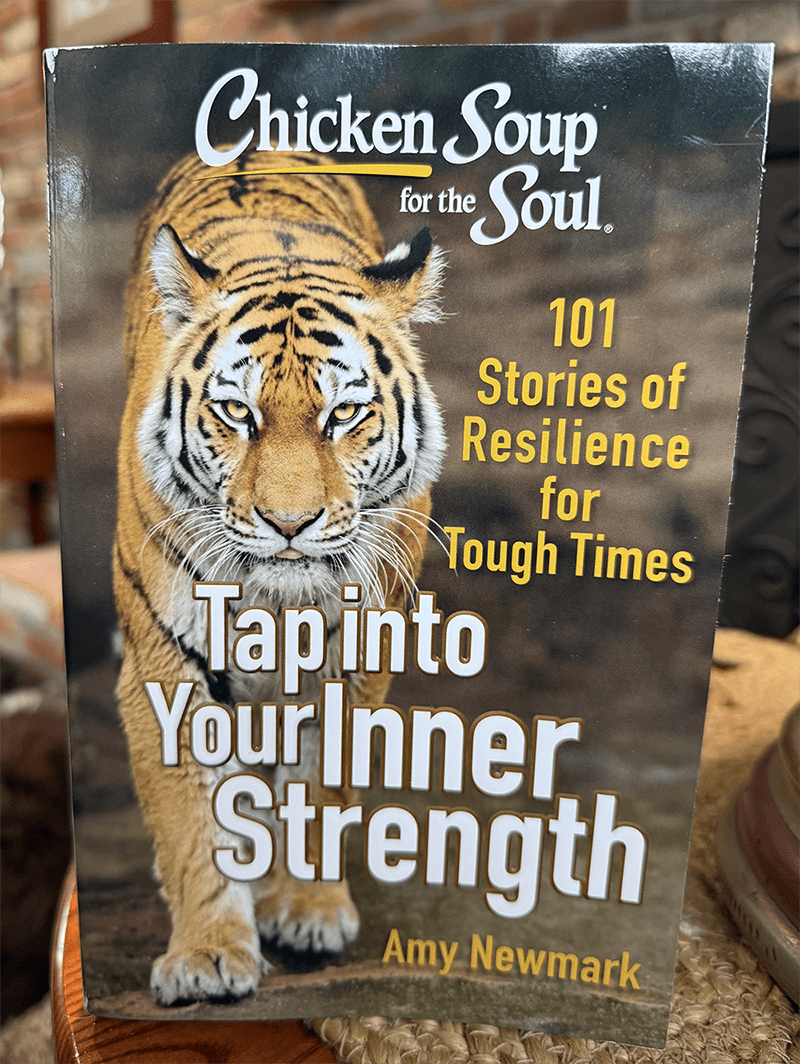 Chicken Soup
for the Soul®
101
Stories of
Resilience
for
Tough Times
Tap into
Your Inner
Strength
Amy Newmark